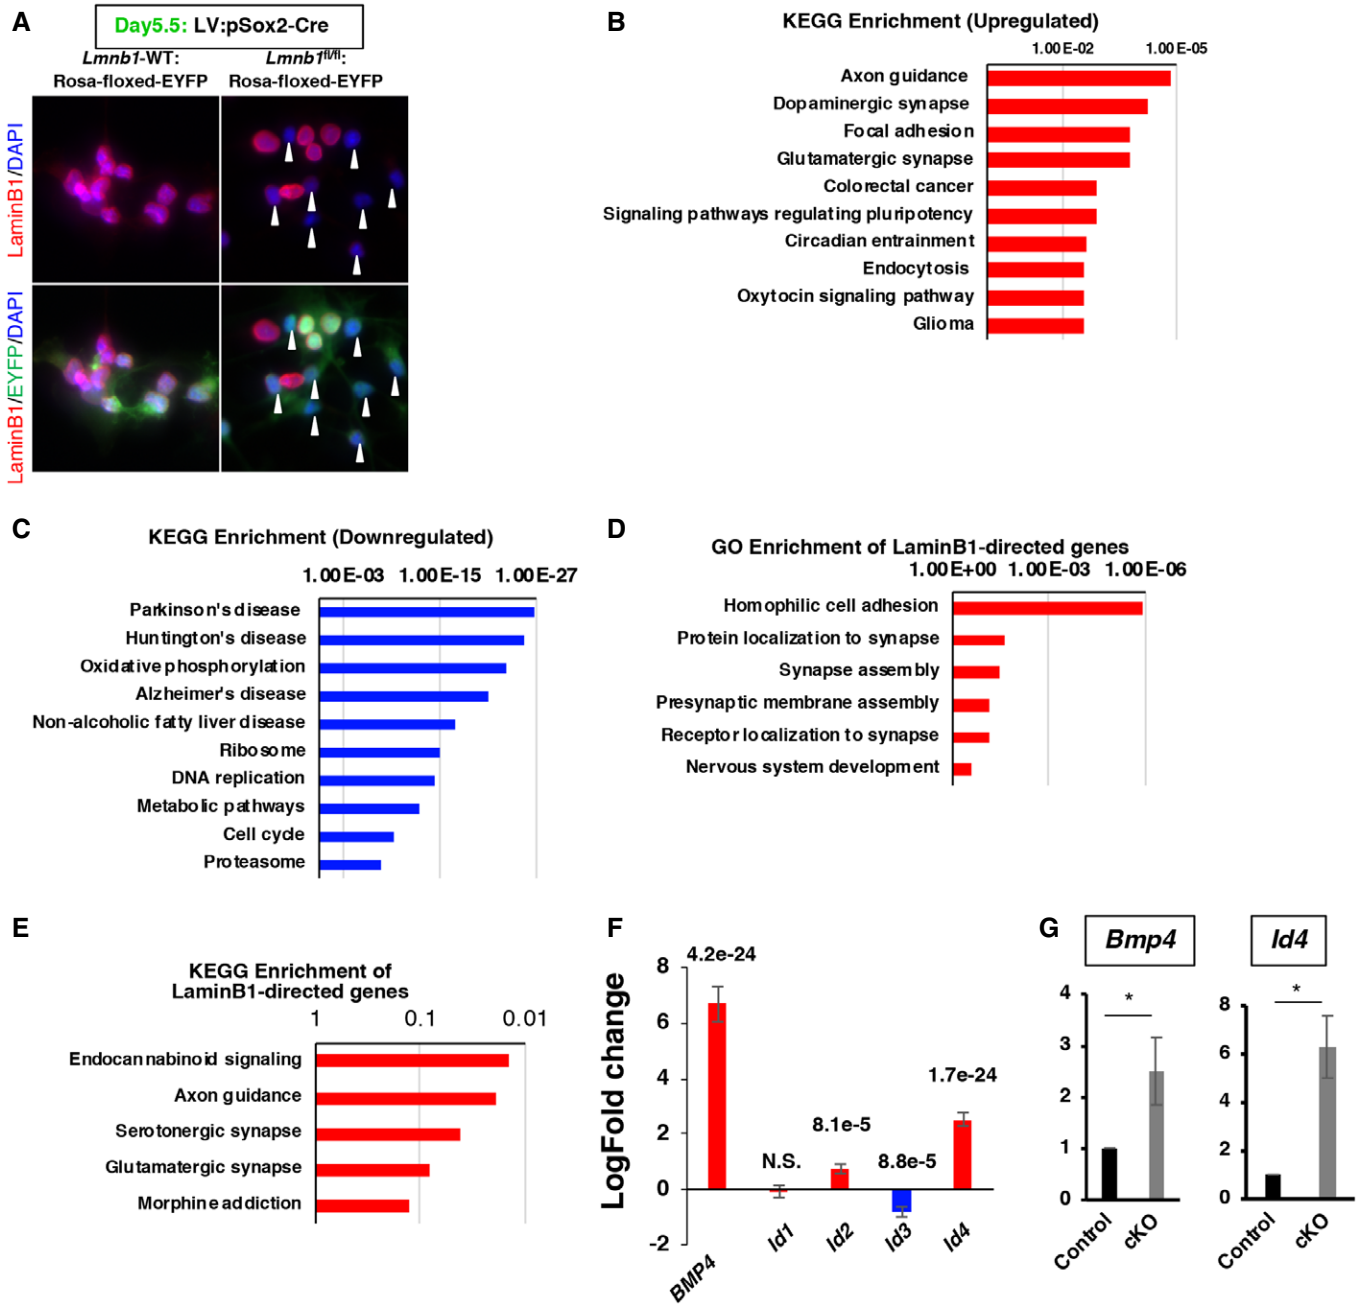 A
Day5.5: LV:pSox2-Cre
Lmnb1-WT:
Rosa-floxed-EYFP
Lmnb1fl/fl:
Rosa-floxed-EYFP
LaminB1/DAPI
LaminB1/EYFP/DAPI
B
KEGG Enrichment (Upregulated)
1.00E-02 1.00E-05
Axon guidance
Dopaminergic synapse
Focal adhesion
Glutamatergic synapse
Colorectal cancer
Signaling pathways regulating pluripotency
Circadian entrainment
Endocytosis
Oxytocin signaling pathway
Glioma
C
KEGG Enrichment (Downregulated)
1.00E-03 1.00E-15 1.00E-27
Parkinson's disease
Huntington's disease
Oxidative phosphorylation
Alzheimer's disease
Non-alcoholic fatty liver disease
Ribosome
DNA replication
Metabolic pathways
Cell cycle
Proteasome
D
GO Enrichment of LaminB1-directed genes
1.00E+00 1.00E-03 1.00E-06
Homophilic cell adhesion
Protein localization to synapse
Synapse assembly
Presynaptic membrane assembly
Receptor localization to synapse
Nervous system development
E
KEGG Enrichment of
LaminB1-directed genes
1 0.1 0.01
Endocannabinoid signaling
Axon guidance
Serotonergic synapse
Glutamatergic synapse
Morphine addiction
F
LogFold change
8
6
4
2
0
-2
4.2e-24
N.S.
8.1e-5
8.8e-5
1.7e-24
BMP4
Id1
Id2
Id3
Id4
G
Bmp4
4
3
2
1
0
*
Control
cKO
Id4
8
6
4
2
0
*
Control
cKO